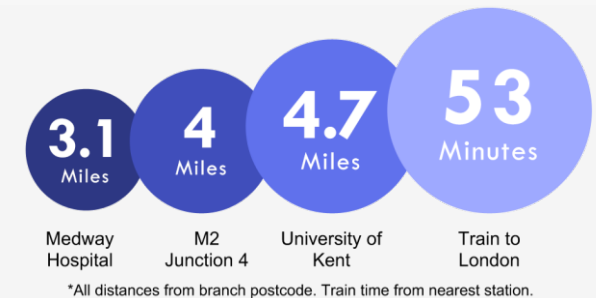 3.1
Miles
4
Miles
4.7
Miles
53
Minutes
Medway
Hospital
M2
Junction 4
University of
Kent
Train to
London
*All distances from branch postcode. Train time from nearest station.